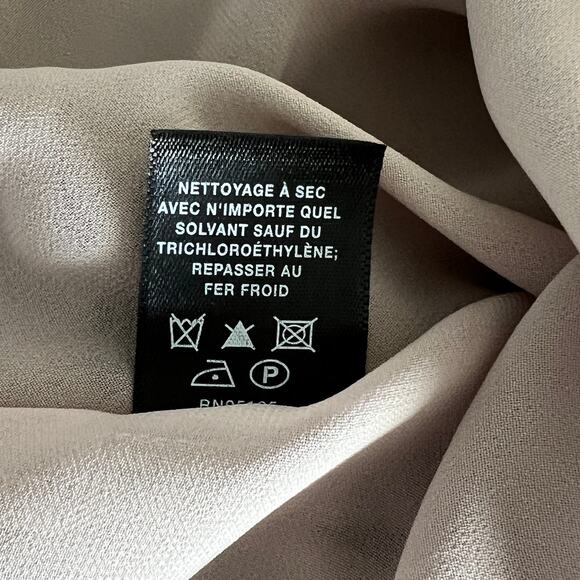 NETTOYAGE À SEC
AVEC N'IMPORTE QUEL
SOLVANT SAUF DU
TRICHLOROÉTHYLÈNE;
REPASSER AU
FER FROID
P